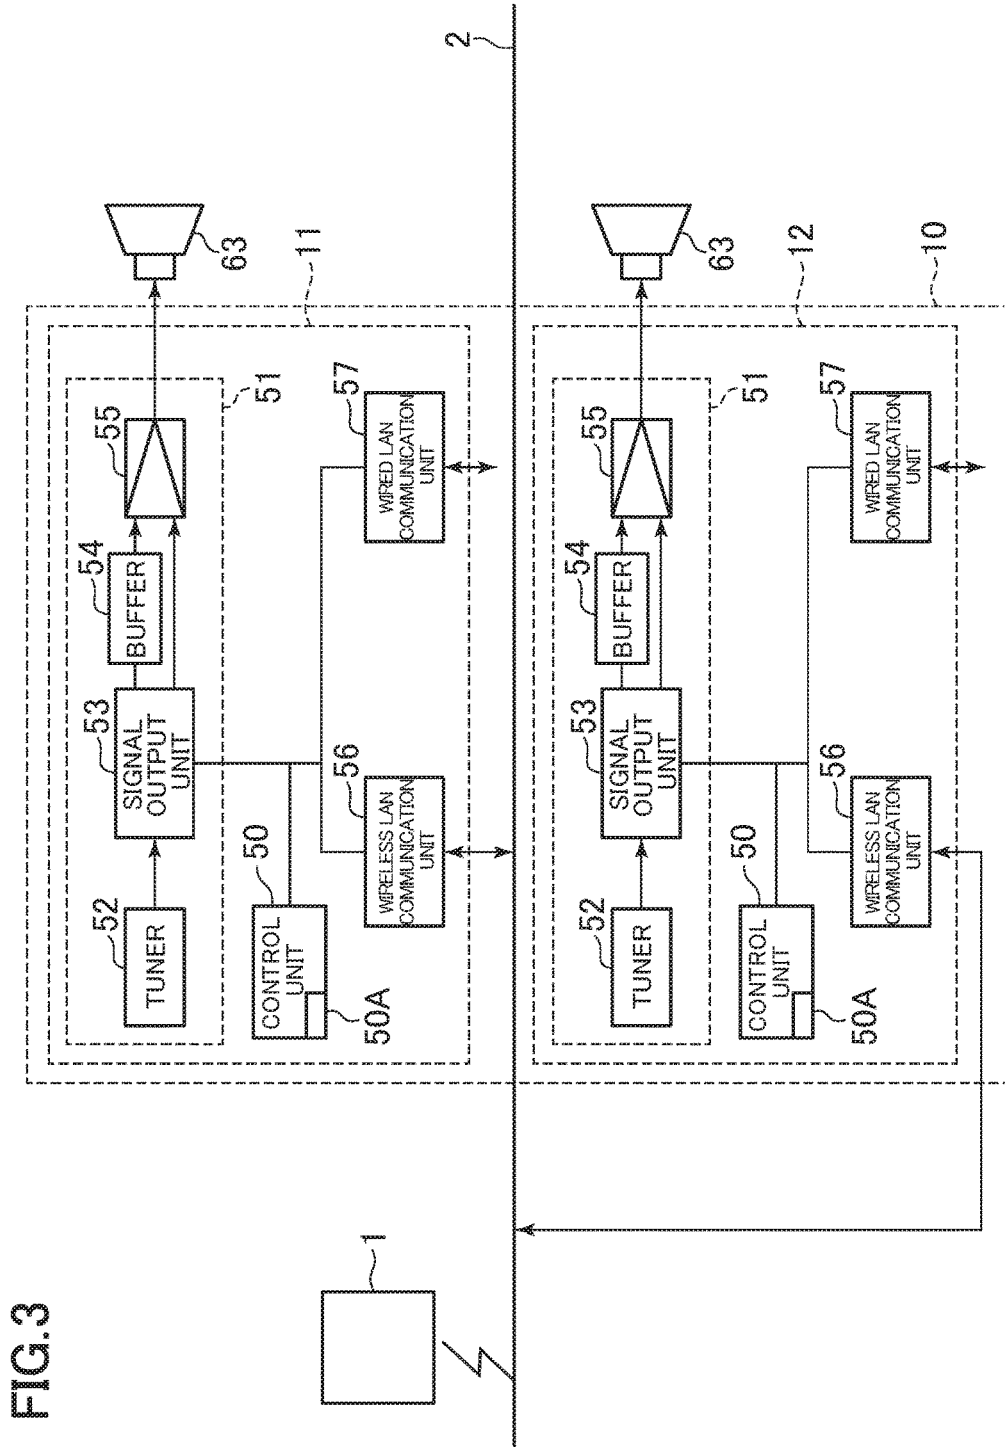 FIG.3
1
2
10
11
51
52
TUNER
53
SIGNAL
OUTPUT
UNIT
54
BUFFER
55
63
50
CONTROL
UNIT
50A
56
WIRELESS LAN
COMMUNICATION
UNIT
57
WIRED LAN
COMMUNICATION
UNIT
12
51
52
TUNER
53
SIGNAL
OUTPUT
UNIT
54
BUFFER
55
63
50
CONTROL
UNIT
50A
56
WIRELESS LAN
COMMUNICATION
UNIT
57
WIRED LAN
COMMUNICATION
UNIT